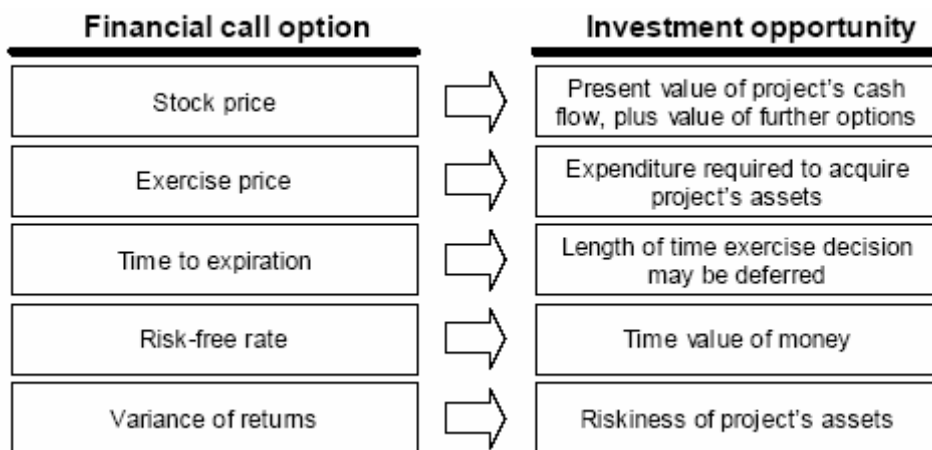 Financial call option
Investment opportunity
Stock price
Present value of project's cash
flow, plus value of further options
Exercise price
Expenditure required to acquire
project's assets
Time to expiration
Length of time exercise decision
may be deferred
Risk-free rate
Time value of money
Variance of returns
Riskiness of project's assets